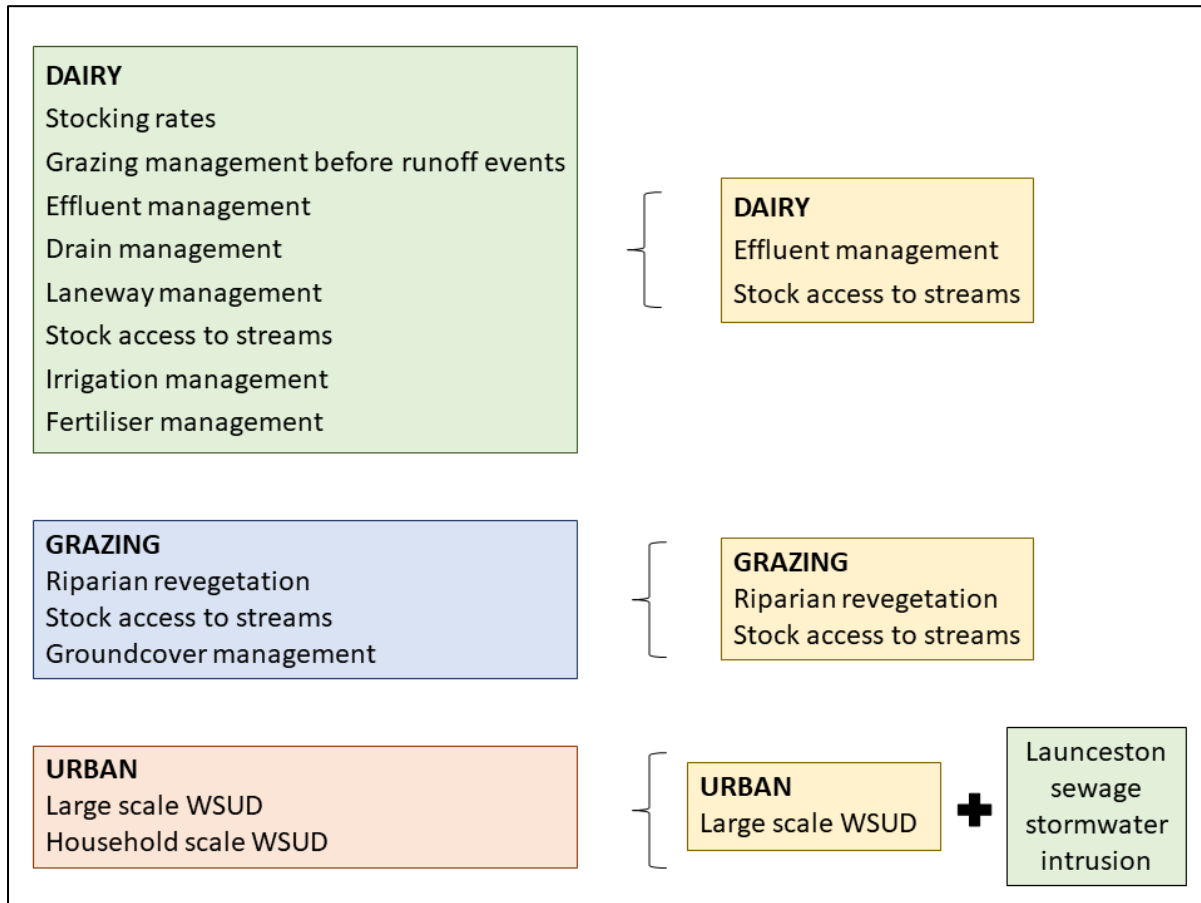 DAIRY
Stocking rates
Grazing management before runoff events
Effluent management
Drain management
Laneway management
Stock access to streams
Irrigation management
Fertiliser management
DAIRY
Effluent management
Stock access to streams
GRAZING
Riparian revegetation
Stock access to streams
Groundcover management
GRAZING
Riparian revegetation
Stock access to streams
URBAN
Large scale WSUD
Household scale WSUD
URBAN
Large scale WSUD
Launceston
sewage
stormwater
intrusion